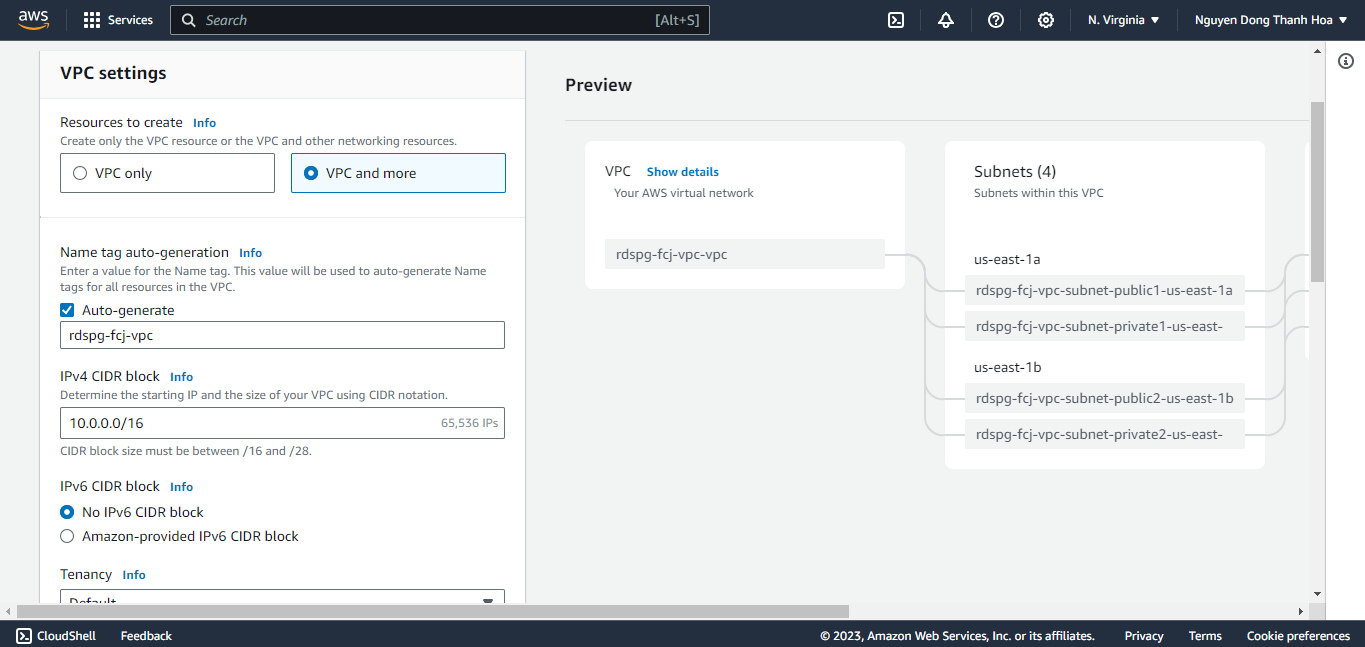 aws
Services
Search
[Alt+S]
N. Virginia
Nguyen Dong Thanh Hoa
VPC settings
Resources to create Info
Create only the VPC resource or the VPC and other networking resources.
VPC only
VPC and more
Name tag auto-generation Info
Enter a value for the Name tag. This value will be used to auto-generate Name
tags for all resources in the VPC.
Auto-generate
rdspg-fcj-vpc
IPv4 CIDR block Info
Determine the starting IP and the size of your VPC using CIDR notation.
10.0.0.0/16 65,536 IPs
CIDR block size must be between /16 and /28.
IPv6 CIDR block Info
No IPv6 CIDR block
Amazon-provided IPv6 CIDR block
Tenancy Info
Default
Preview
VPC Show details
Your AWS virtual network
rdspg-fcj-vpc-vpc
Subnets (4)
Subnets within this VPC
us-east-1a
rdspg-fcj-vpc-subnet-public1-us-east-1a
rdspg-fcj-vpc-subnet-private1-us-east-
us-east-1b
rdspg-fcj-vpc-subnet-public2-us-east-1b
rdspg-fcj-vpc-subnet-private2-us-east-
CloudShell
Feedback
© 2023, Amazon Web Services, Inc. or its affiliates.
Privacy
Terms
Cookie preferences